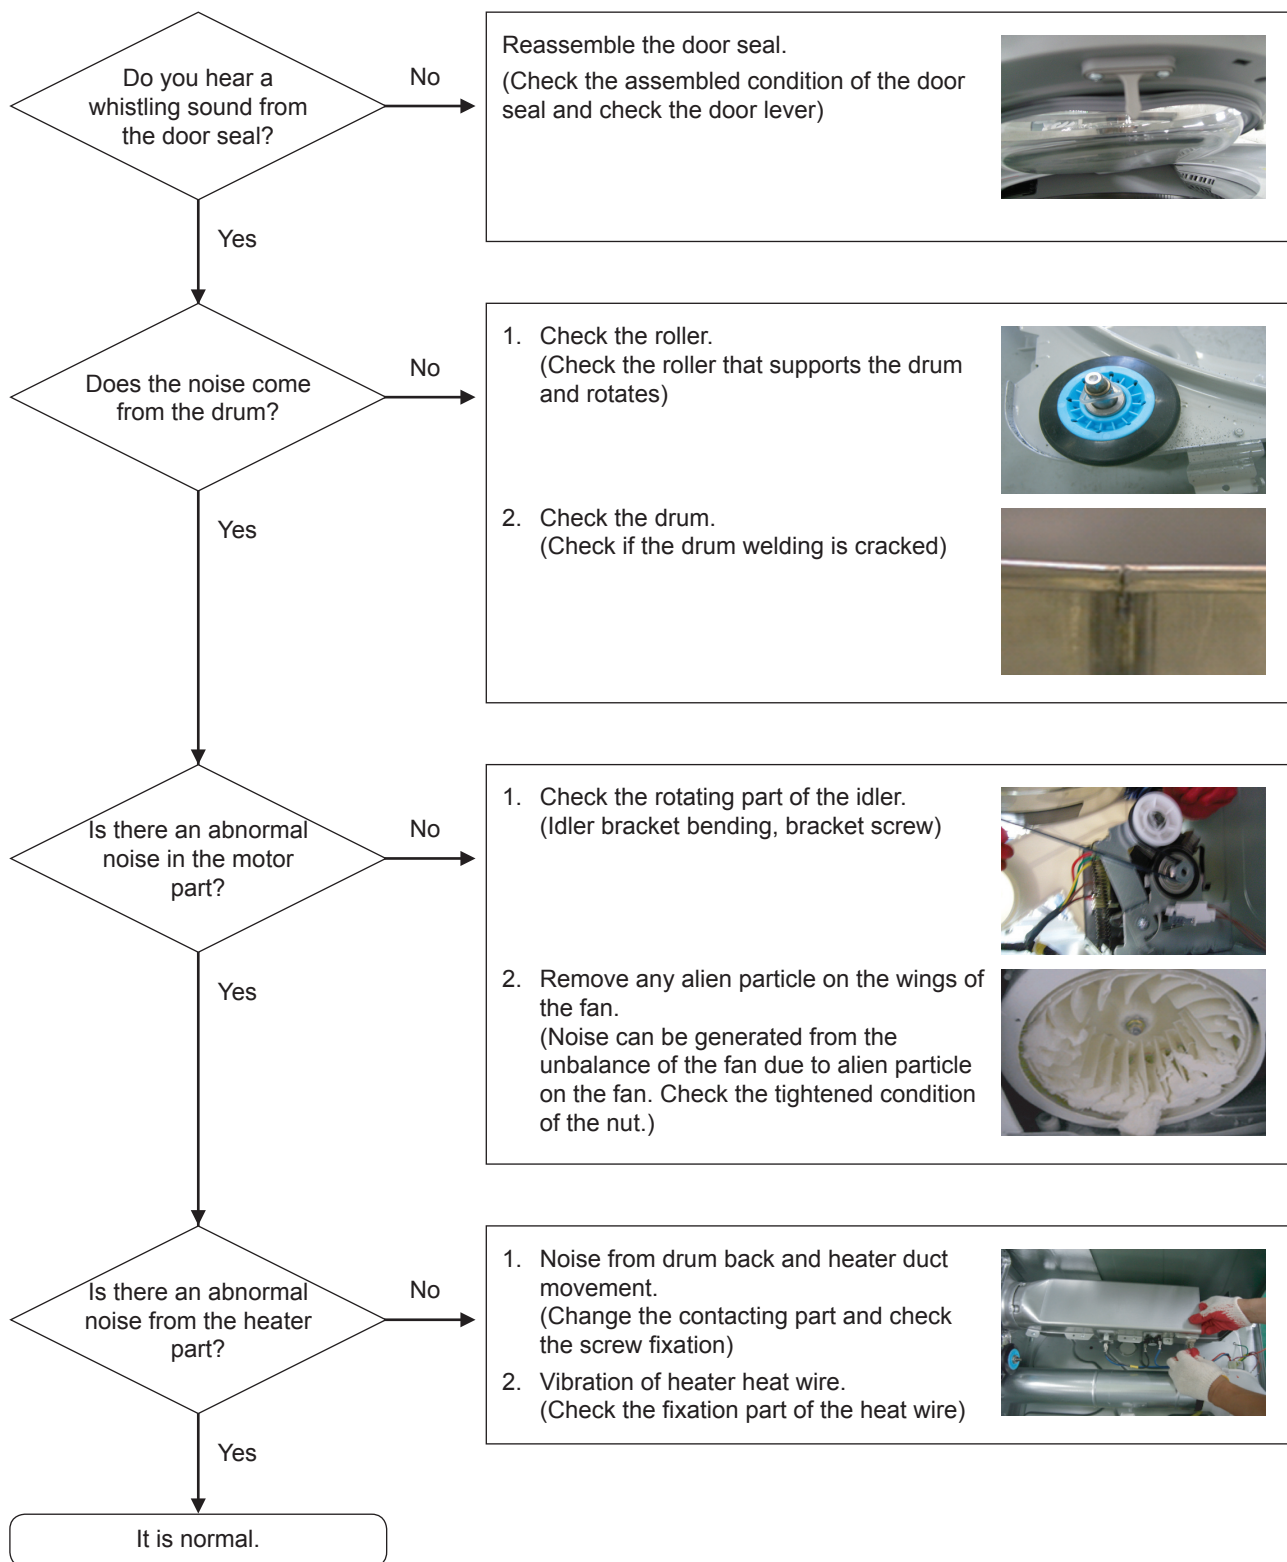 Do you hear a
whistling sound from
the door seal?
No
Reassemble the door seal.
(Check the assembled condition of the door
seal and check the door lever)
Yes
Does the noise come
from the drum?
No
1. Check the roller.
(Check the roller that supports the drum
and rotates)
2. Check the drum.
(Check if the drum welding is cracked)
Yes
Is there an abnormal
noise in the motor
part?
No
1. Check the rotating part of the idler.
(Idler bracket bending, bracket screw)
2. Remove any alien particle on the wings of
the fan.
(Noise can be generated from the
unbalance of the fan due to alien particle
on the fan. Check the tightened condition
of the nut.)
Yes
Is there an abnormal
noise from the heater
part?
No
1. Noise from drum back and heater duct
movement.
(Change the contacting part and check
the screw fixation)
2. Vibration of heater heat wire.
(Check the fixation part of the heat wire)
Yes
It is normal.